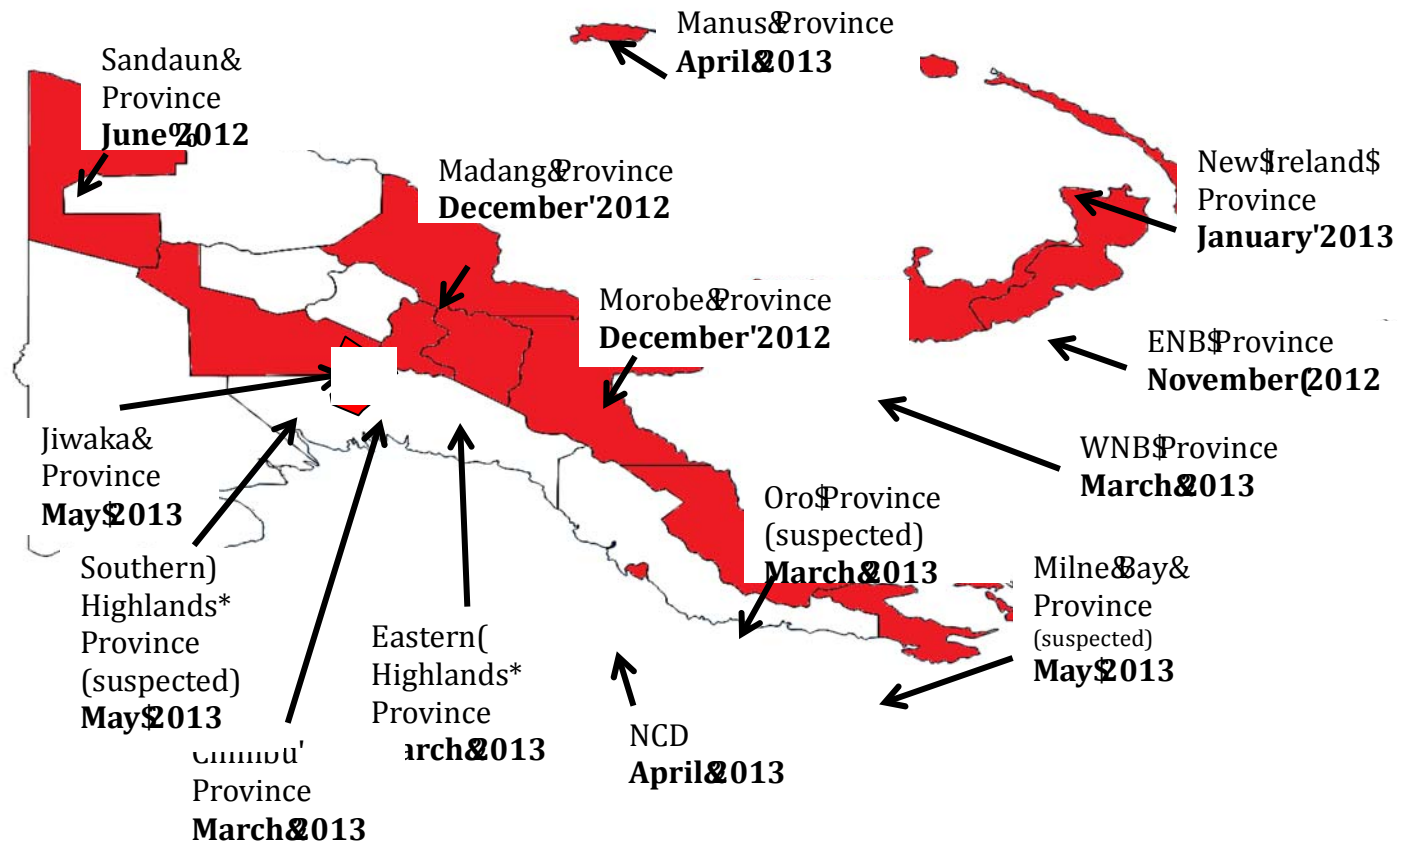 Manus&Province
April&2013
Sandaun&
Province
June%2012
Madang&Province
December'2012
New$Ireland$
Province
January'2013
Morobe&Province
December'2012
ENB$Province
November(2012
Jiwaka&
Province
May$2013
WNB$Province
March&2013
Oro$Province
(suspected)
March&2013
Milne&Bay&
Province
(suspected)
May$2013
Southern)
Highlands*
Province
(suspected)
May$2013
Eastern(
Highlands*
Province
arch&2013
NCD
April&2013
Chimbu'
Province
March&2013